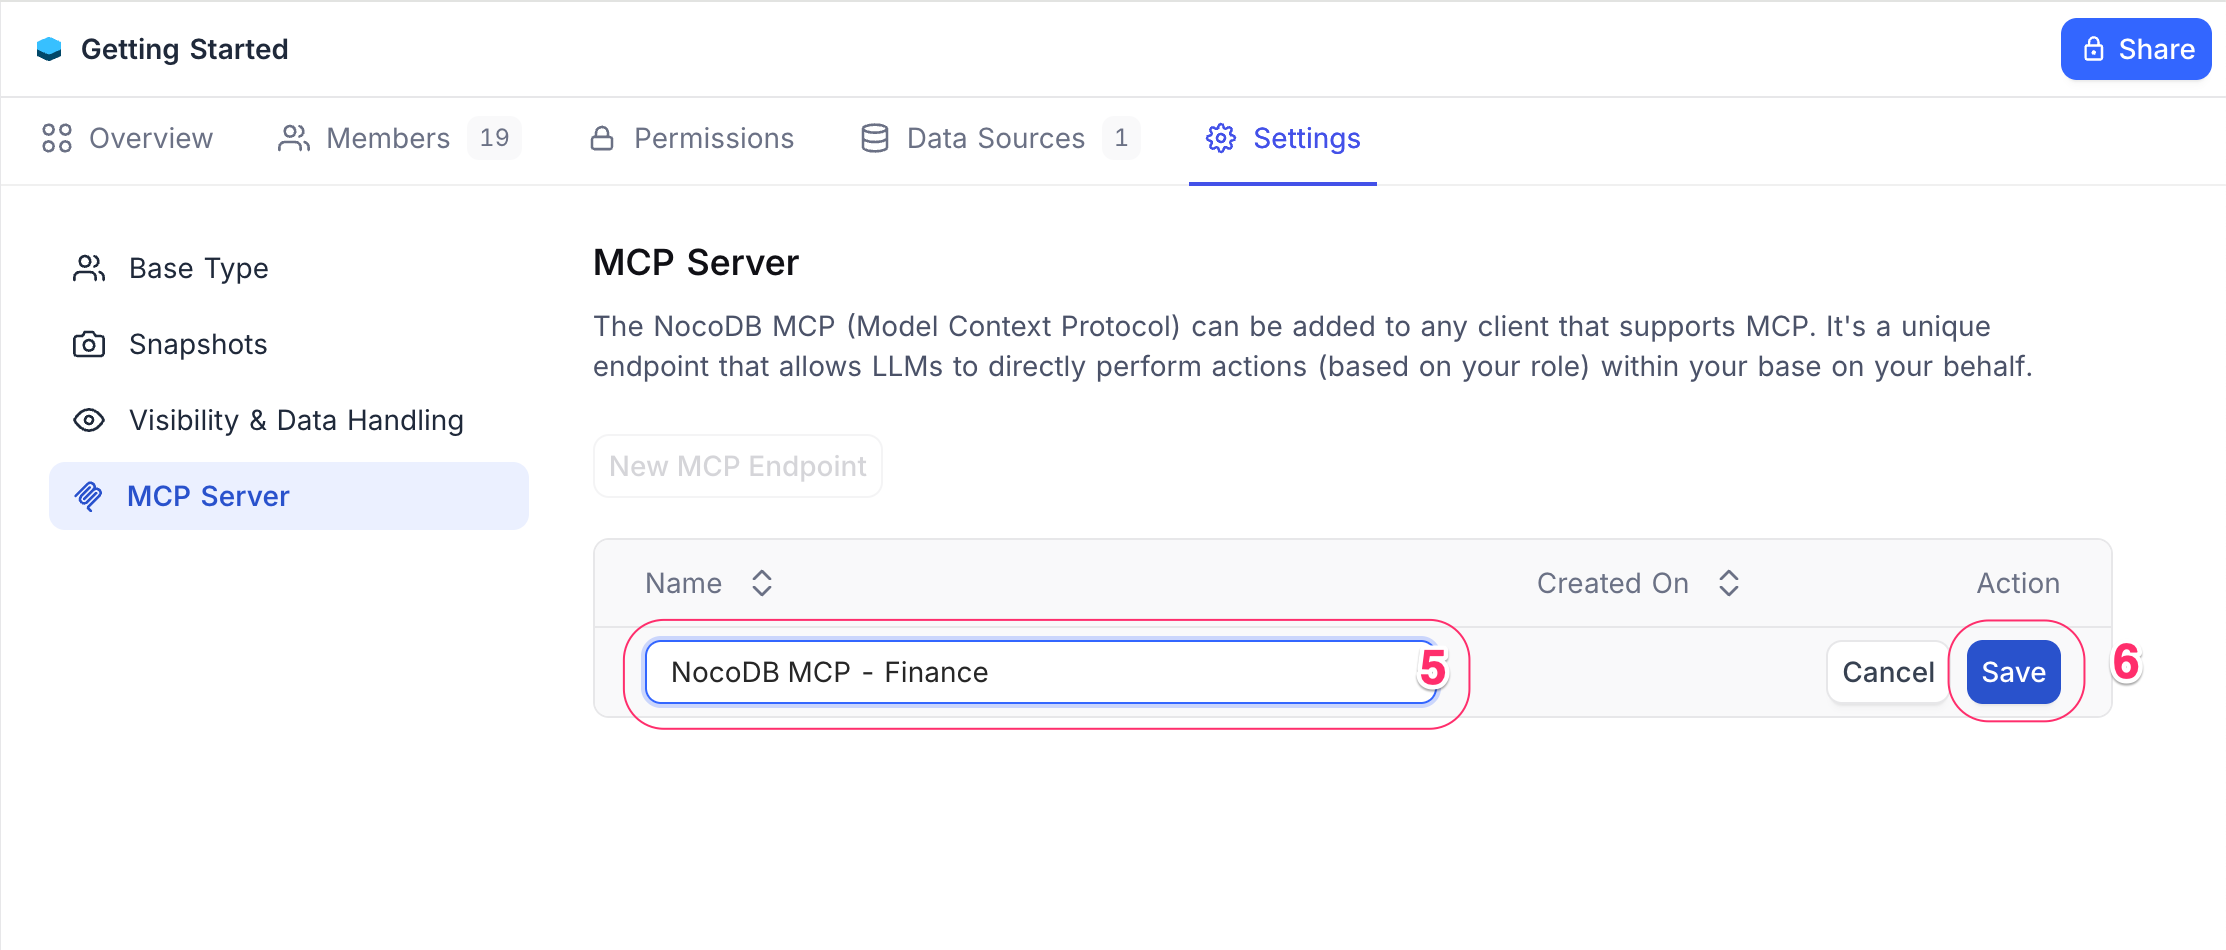 Getting Started
Share
Overview
Members 19
Permissions
Data Sources 1
Settings
Base Type
Snapshots
Visibility & Data Handling
MCP Server
MCP Server
The NocoDB MCP (Model Context Protocol) can be added to any client that supports MCP. It's a unique
endpoint that allows LLMs to directly perform actions (based on your role) within your base on your behalf.
New MCP Endpoint
Name
Created On
Action
NocoDB MCP - Finance
5
Cancel
Save
6